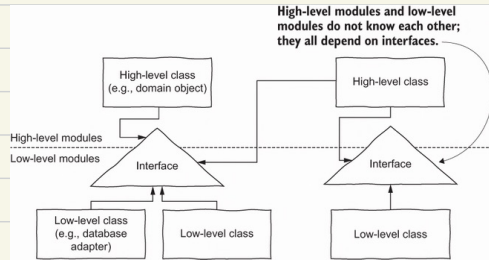 High-level modules and low-level
modules do not know each other;
they all depend on interfaces.
High-level class
(e.g., domain object)
High-level class
High-level modules
Low-level modules
Interface
Interface
Low-level class
(e.g., database
adapter)
Low-level class
Low-level class